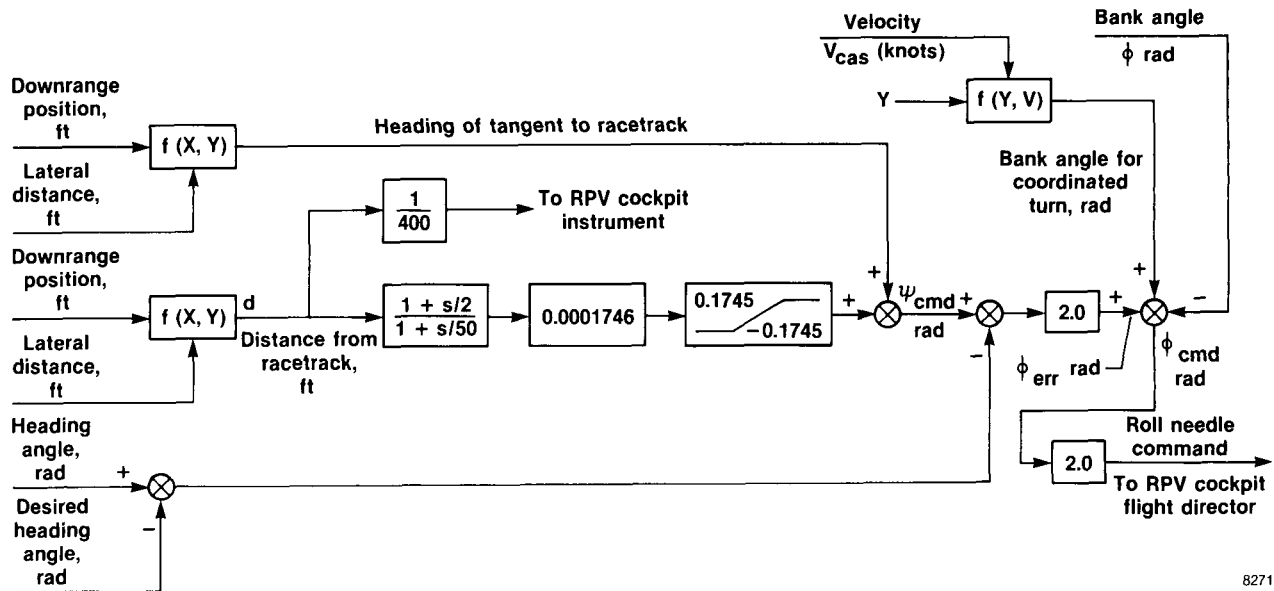 Velocity
V_cas (knots)
Bank angle
ϕ rad
Y
f (Y, V)
Downrange
position,
ft
f (X, Y)
Heading of tangent to racetrack
Lateral
distance,
ft
Bank angle for
coordinated
turn, rad
1
400
To RPV cockpit
instrument
Downrange
position,
ft
f (X, Y)
d
Distance from
racetrack,
ft
Lateral
distance,
ft
1 + s/2
1 + s/50
0.0001746
0.1745
−0.1745
+
+
ψcmd
rad
+
−
2.0
+
+
−
ϕerr rad
ϕcmd
rad
Heading
angle,
rad
+
Desired
heading
angle,
rad
−
2.0
Roll needle
command
To RPV cockpit
flight director
8271